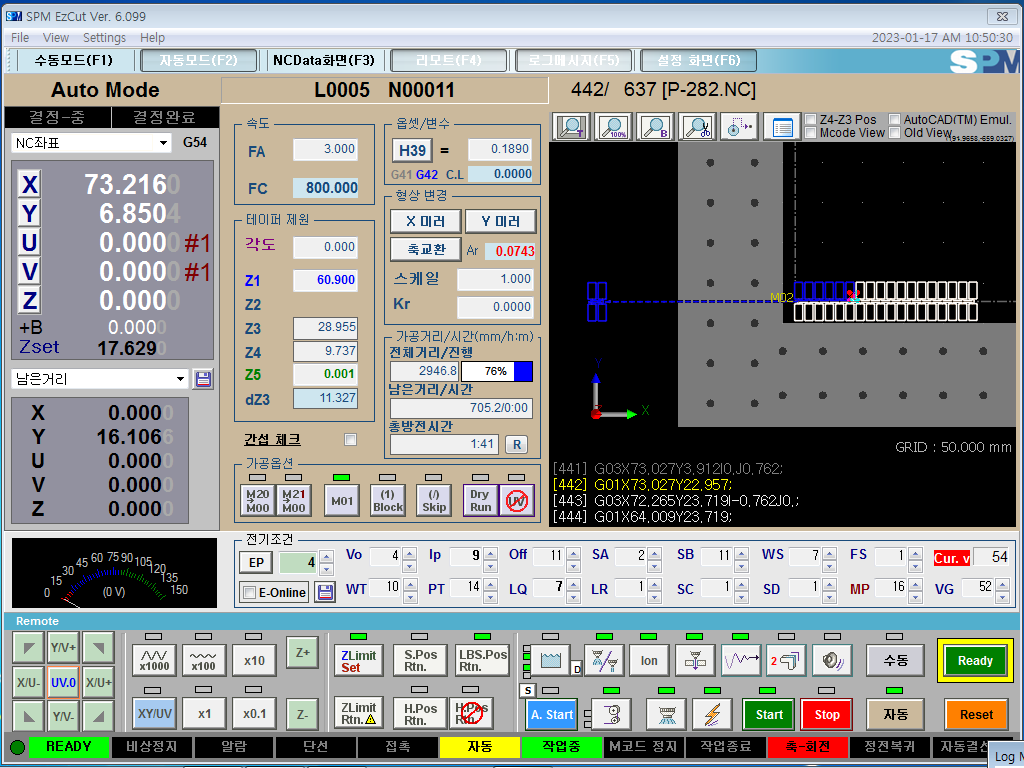 SPM EzCut Ver. 6.099
File View Settings Help
2023-01-17 AM 10:50:30
수동모드(F1) 자동모드(F2) NCData화면(F3) 리모트(F4) 로그메시지(F5) 설정 화면(F6) SPM
Auto Mode L0005 N00011 442/ 637 [P-282.NC]
결정-중 결정완료
NC좌표 G54
X 73.2160
Y 6.8504
U 0.0000 #1
V 0.0000 #1
Z 0.0000
+B 0.0000
Zset 17.6290
남은거리
X 0.0000
Y 16.1066
U 0.0000
V 0.0000
Z 0.0000
속도
FA 3.000
FC 800.000
테이퍼 제원
각도 0.000
Z1 60.900
Z2
Z3 28.955
Z4 9.737
Z5 0.001
dZ3 11.327
간섭 체크
옵셋/변수
H39 = 0.1890
G41 G42 C.L 0.0000
형상 변경
X 미러 Y 미러
축교환 Ar 0.0743
스케일 1.000
Kr 0.0000
가공거리/시간(mm/h:m)
전체거리/진행
2946.8 76%
남은거리/시간
705.2/0:00
총방전시간
1:41 R
가공옵션
M20 M00 M21 M00 M01 (1) Block (/) Skip Dry Run UV
Z4-Z3 Pos AutoCAD(TM) Emul.
Mcode View Old View
M02
Y
X
GRID : 50.000 mm
[441] G03X73,027Y3,912I0,J0,762;
[442] G01X73,027Y22,957;
[443] G03X72,265Y23,719I-0,762J0,;
[444] G01X64,009Y23,719;
0 15 30 45 60 75 90 105 120 135 150
(0 V)
전기조건
EP 4 Vo 4 Ip 9 Off 11 SA 2 SB 11 WS 7 FS 1 Cur. v 54
E-Online WT 10 PT 14 LQ 7 LR 1 SC 1 SD 1 MP 16 VG 52
Remote
Y/V+ x1000 x100 x10 Z+ ZLimit Set S.Pos Rtn. LBS.Pos Rtn. D Ion 2 수동 Ready
X/U- UV.0 X/U+
Y/V- XY/UV x1 x0.1 Z- ZLimit Rtn. H.Pos Rtn. S A. Start Start Stop 자동 Reset
READY 비상정지 알람 단선 접촉 자동 작업중 M코드 정지 작업종료 축-회전 정전복귀
Log M